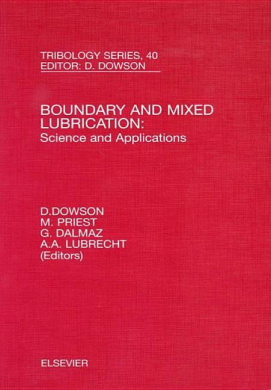 TRIBOLOGY SERIES, 40
EDITOR: D. DOWSON
BOUNDARY AND MIXED
LUBRICATION:
Science and Applications
D.DOWSON
M. PRIEST
G. DALMAZ
A.A. LUBRECHT
(Editors)
ELSEVIER